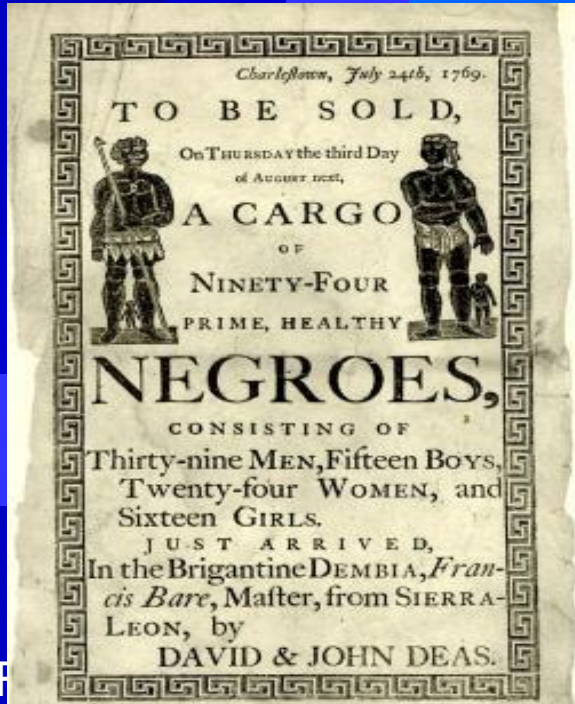 Charlestown, July 24th, 1769.
TO BE SOLD,
On THURSDAY the third Day
of AUGUST next,
A CARGO
OF
NINETY-FOUR
PRIME, HEALTHY
NEGROES,
CONSISTING OF
Thirty-nine MEN, Fifteen BOYS,
Twenty-four WOMEN, and
Sixteen GIRLS.
JUST ARRIVED,
In the Brigantine DEMBIA, Fran-
cis Bare, Maſter, from SIERRA-
LEON, by
DAVID & JOHN DEAS.